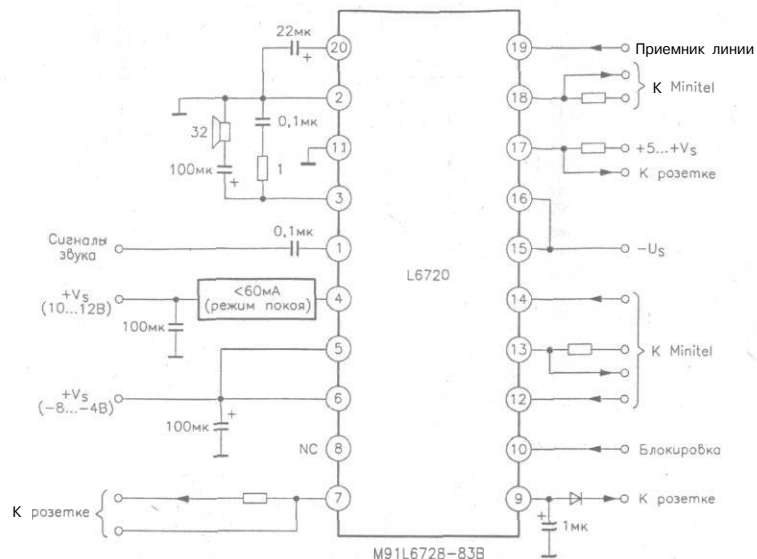 22мк
+
20
19
Приемник линии
2
18
К Minitel
32
0,1мк
11
17
+5...+Vs
100мк
+
1
К розетке
3
16
Сигналы
звука
0,1мк
1
15
−Us
L6720
+Vs
(10...12В)
<60мА
(режим покоя)
4
14
100мк
5
13
К Minitel
+Vs
(−8...−4В)
6
12
100мк
+
NC
8
10
Блокировка
К розетке
7
9
К розетке
+
1мк
M91L6728-83B